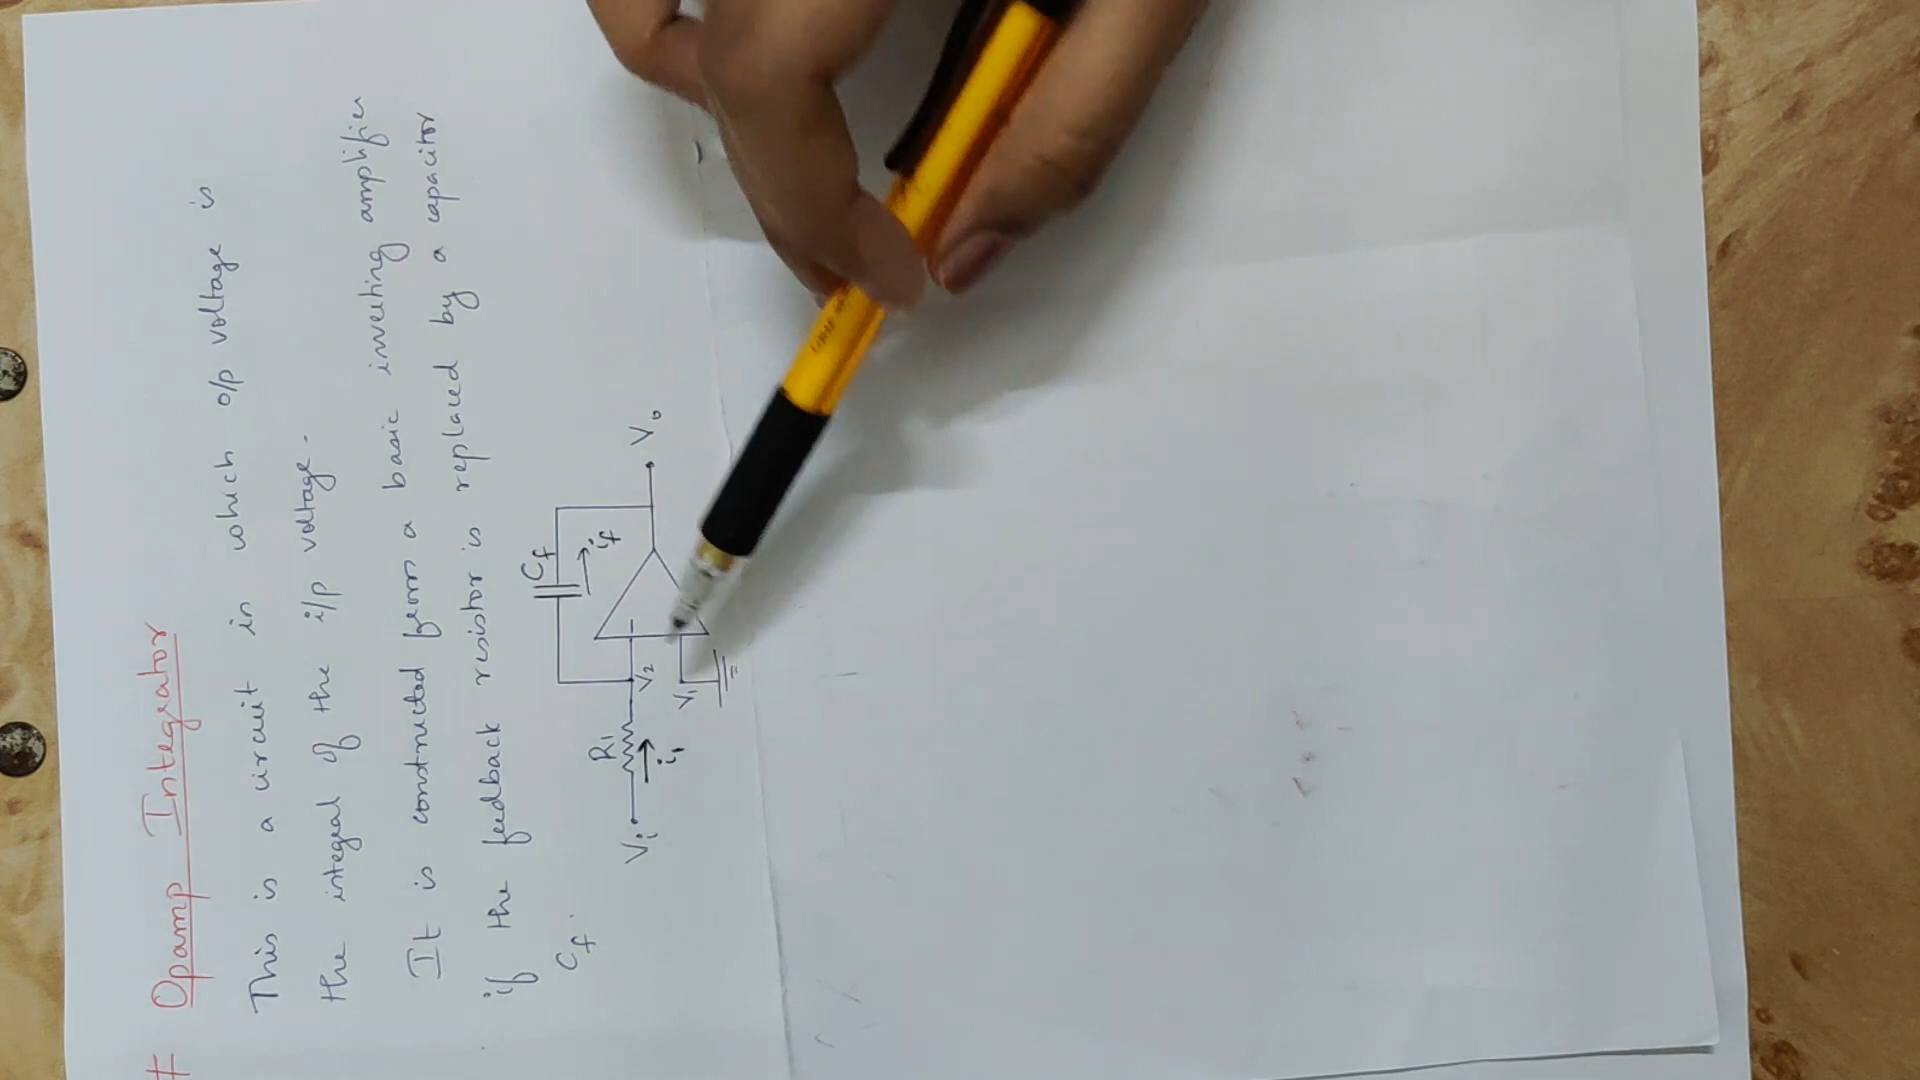 # Opamp Integrator
This is a circuit in which o/p voltage is
the integral of the i/p voltage.
It is constructed from a basic inverting amplifier
if the feedback resistor is replaced by a capacitor
Cf.
Cf
if
R1
Vi
i1
V2
-
V1
Vo